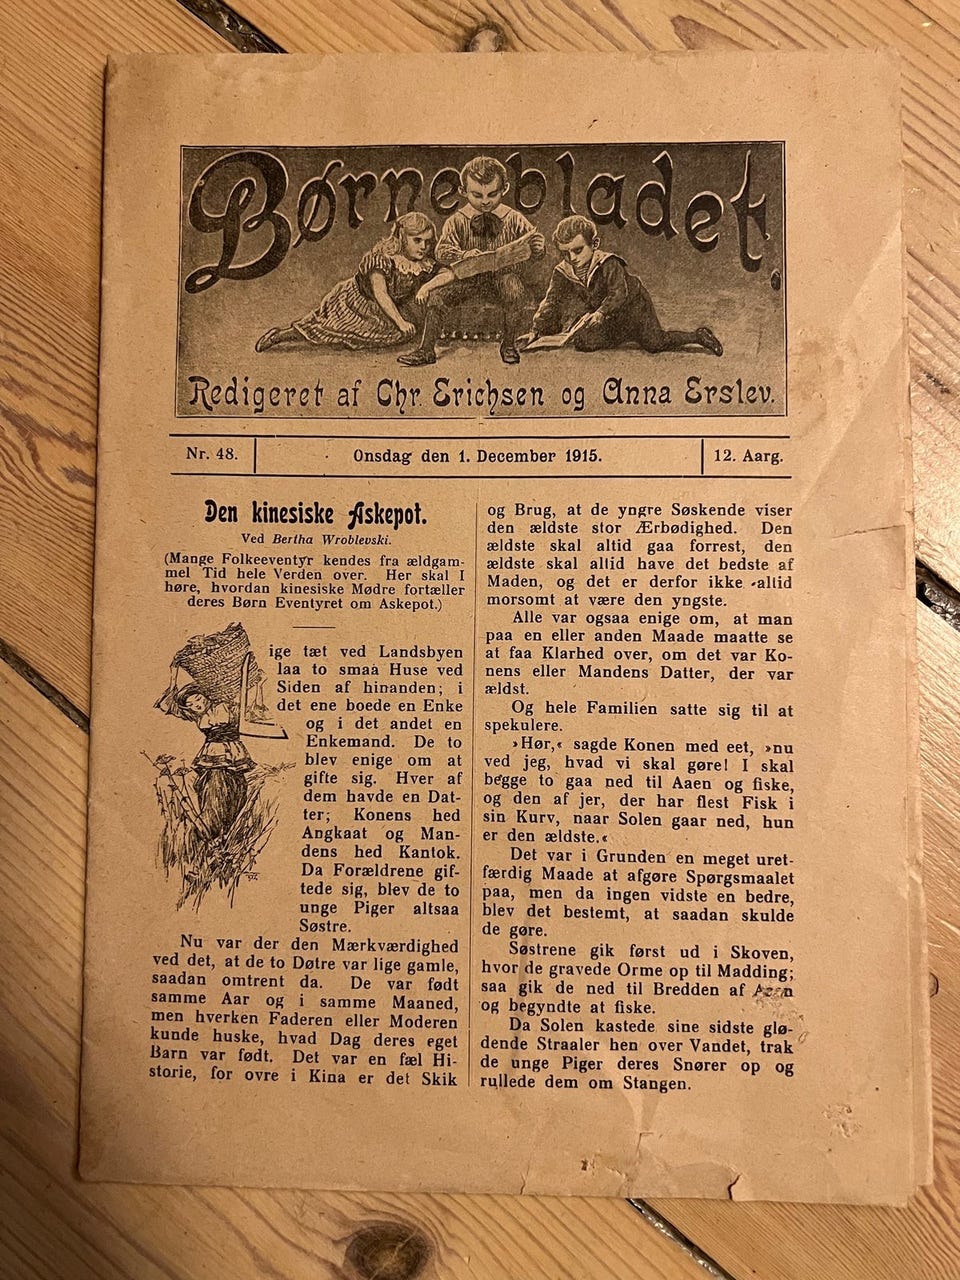 Børnebladet.
Redigeret af Chr. Erichsen og Anna Erslev.
Nr. 48.
Onsdag den 1. December 1915.
12. Aarg.
Den kinesiske Askepot.
Ved Bertha Wroblevski.
(Mange Folkeeventyr kendes fra ældgam-
mel Tid hele Verden over. Her skal I
høre, hvordan kinesiske Mødre fortæller
deres Børn Eventyret om Askepot.)
ige tæt ved Landsbyen
laa to smaa Huse ved
Siden af hinanden; i
det ene boede en Enke
og i det andet en
Enkemand. De to
blev enige om at
gifte sig. Hver af
dem havde en Dat-
ter; Konens hed
Angkaat og Man-
dens hed Kantok.
Da Forældrene gif-
tede sig, blev de to
unge Piger altsaa
Søstre.
Nu var der den Mærkværdighed
ved det, at de to Døtre var lige gamle,
saadan omtrent da. De var født
samme Aar og i samme Maaned,
men hverken Faderen eller Moderen
kunde huske, hvad Dag deres eget
Barn var født. Det var en fæl Hi-
storie, for ovre i Kina er det Skik
og Brug, at de yngre Søskende viser
den ældste stor Ærbødighed. Den
ældste skal altid gaa forrest, den
ældste skal altid have det bedste af
Maden, og det er derfor ikke altid
morsomt at være den yngste.
Alle var ogsaa enige om, at man
paa en eller anden Maade maatte se
at faa Klarhed over, om det var Ko-
nens eller Mandens Datter, der var
ældst.
Og hele Familien satte sig til at
spekulere.
»Hør,« sagde Konen med eet, »nu
ved jeg, hvad vi skal gøre! I skal
begge to gaa ned til Aaen og fiske,
og den af jer, der har flest Fisk i
sin Kurv, naar Solen gaar ned, hun
er den ældste.«
Det var i Grunden en meget uret-
færdig Maade at afgøre Spørgsmaalet
paa, men da ingen vidste en bedre,
blev det bestemt, at saadan skulde
de gøre.
Søstrene gik først ud i Skoven,
hvor de gravede Orme op til Madding;
saa gik de ned til Bredden af Aaen
og begyndte at fiske.
Da Solen kastede sine sidste glø-
dende Straaler hen over Vandet, trak
de unge Piger deres Snører op og
rullede dem om Stangen.